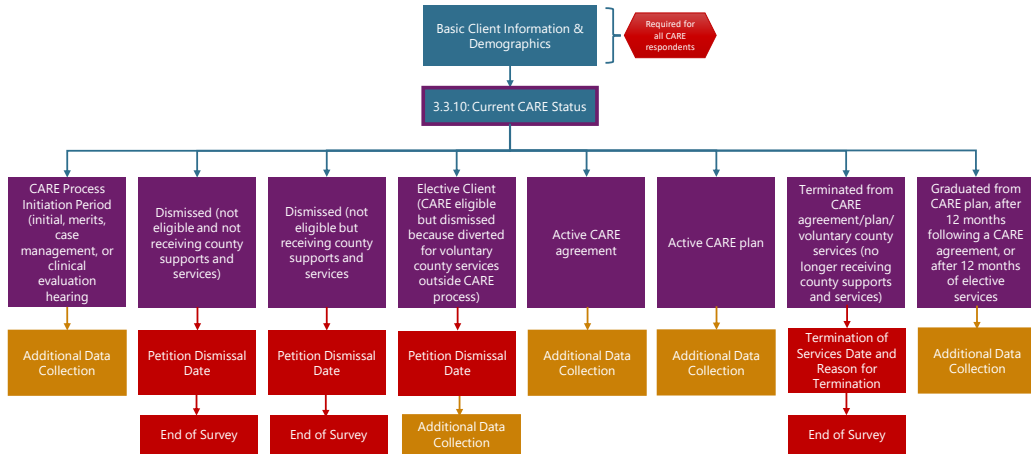 Basic Client Information &
Demographics
Required for
all CARE
respondents
3.3.10: Current CARE Status
CARE Process
Initiation Period
(initial, merits,
case
management, or
clinical
evaluation
hearing
Dismissed (not
eligible and not
receiving county
supports and
services)
Dismissed (not
eligible but
receiving county
supports and
services
Elective Client
(CARE eligible
but dismissed
because diverted
for voluntary
county services
outside CARE
process)
Active CARE
agreement
Active CARE plan
Terminated from
CARE
agreement/plan/
voluntary county
services (no
longer receiving
county supports
and services)
Graduated from
CARE plan, after
12 months
following a CARE
agreement, or
after 12 months
of elective
services
Additional Data
Collection
Petition Dismissal
Date
Petition Dismissal
Date
Petition Dismissal
Date
Additional Data
Collection
Additional Data
Collection
Termination of
Services Date and
Reason for
Termination
Additional Data
Collection
End of Survey
End of Survey
Additional Data
Collection
End of Survey